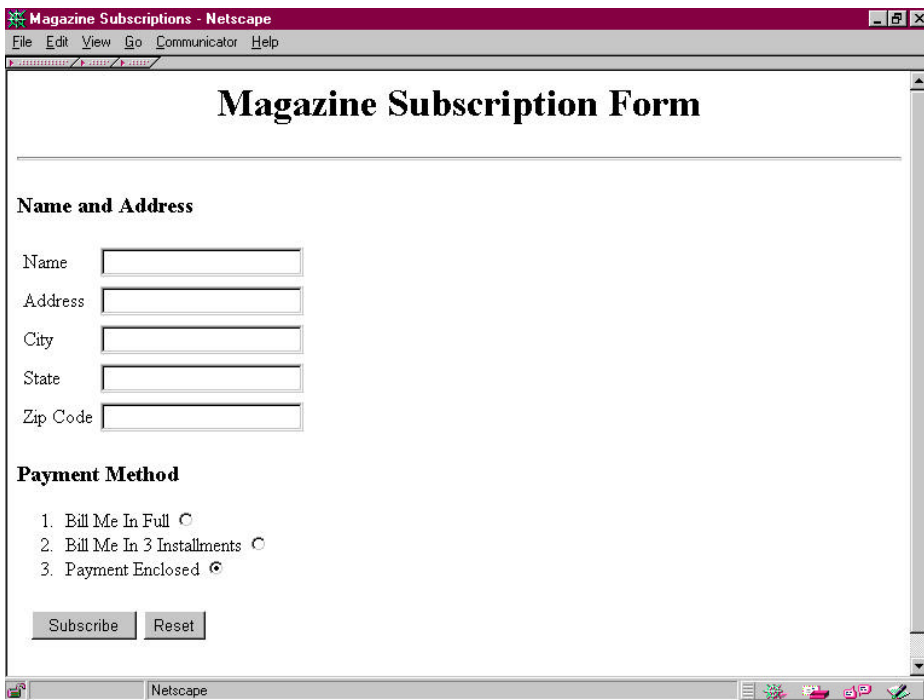 Magazine Subscriptions - Netscape
File Edit View Go Communicator Help
Magazine Subscription Form
Name and Address
Name
Address
City
State
Zip Code
Payment Method
1. Bill Me In Full
2. Bill Me In 3 Installments
3. Payment Enclosed
Subscribe Reset
Netscape